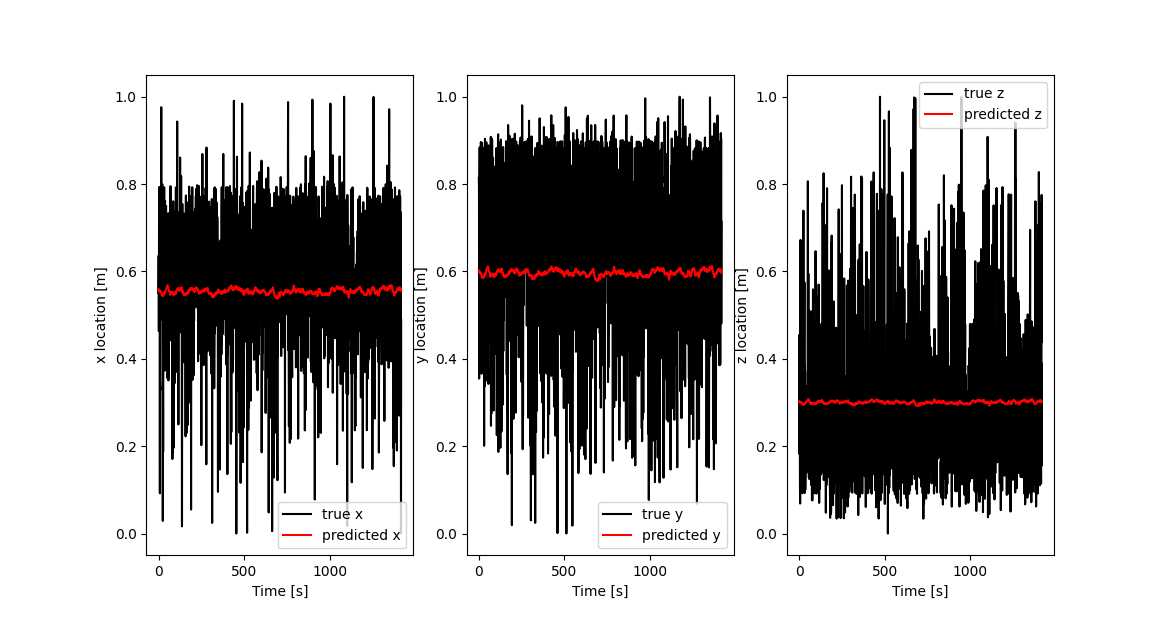 1.0
0.8
0.6
0.4
0.2
0.0
x location [m]
0
500
1000
Time [s]
true x
predicted x
1.0
0.8
0.6
0.4
0.2
0.0
y location [m]
0
500
1000
Time [s]
true y
predicted y
1.0
0.8
0.6
0.4
0.2
0.0
z location [m]
0
500
1000
Time [s]
true z
predicted z